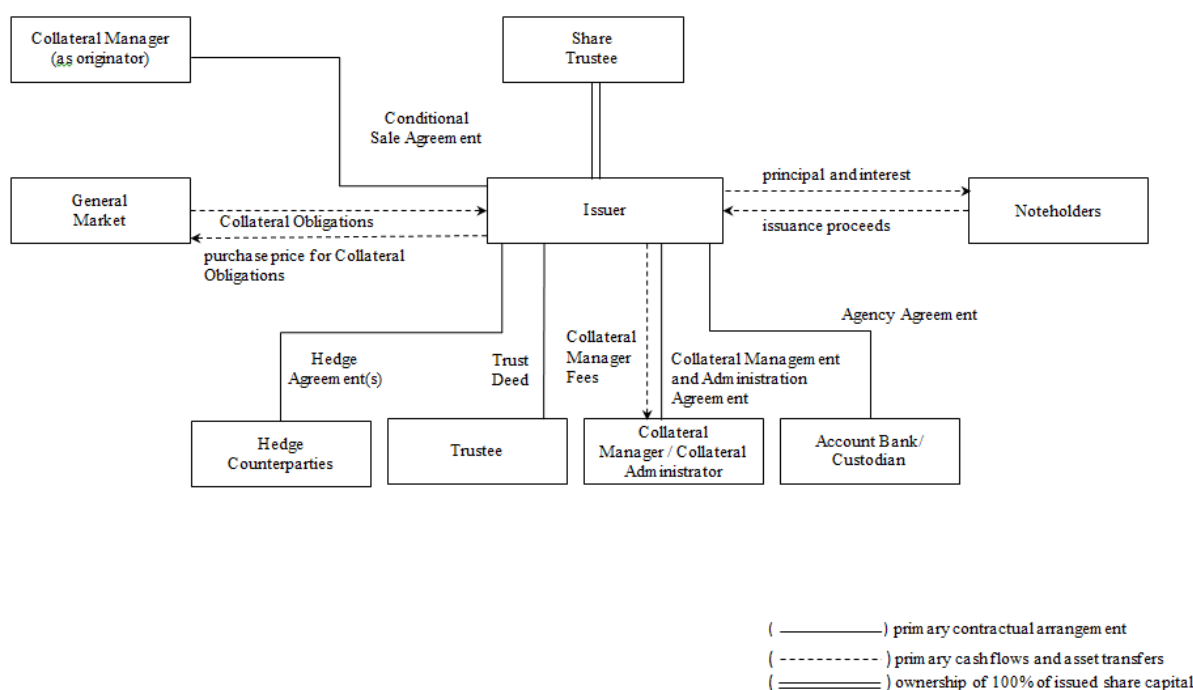 Collateral Manager
(as originator)
Share
Trustee
Conditional
Sale Agreement
General
Market
Collateral Obligations
purchase price for Collateral
Obligations
Issuer
principal and interest
issuance proceeds
Noteholders
Hedge
Agreement(s)
Trust
Deed
Collateral
Manager
Fees
Collateral Management
and Administration
Agreement
Agency Agreement
Hedge
Counterparties
Trustee
Collateral
Manager / Collateral
Administrator
Account Bank/
Custodian
( ) primary contractual arrangement
( ) primary cashflows and asset transfers
( ) ownership of 100% of issued share capital